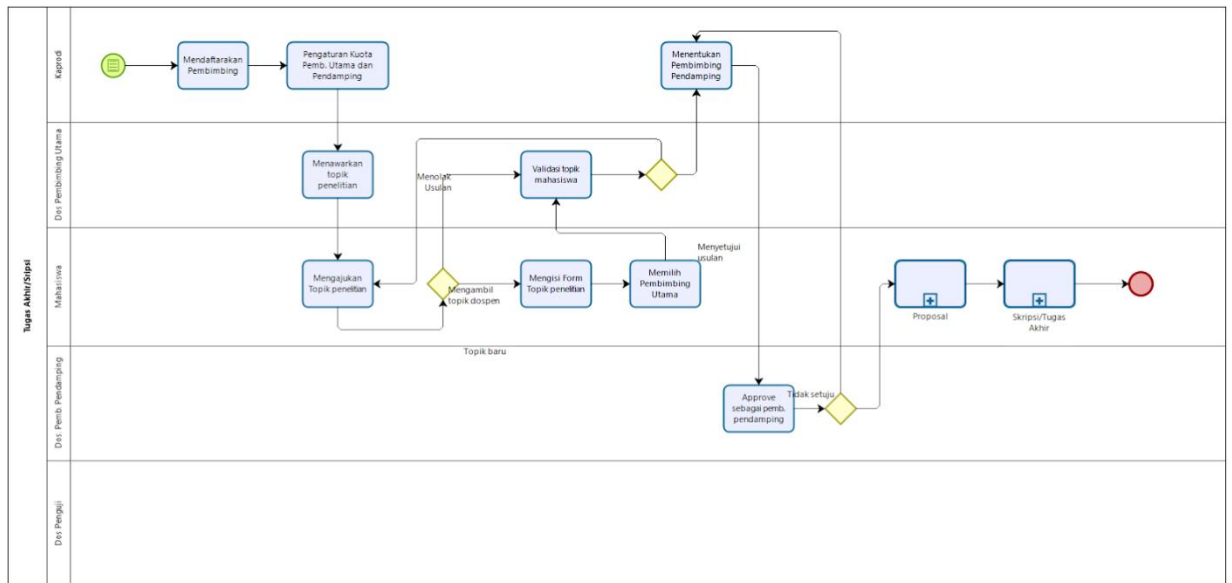 Tugas Akhir/Sripsi
Kaprodi
Mendaftarakan
Pembimbing
Pengaturan Kuota
Pemb. Utama dan
Pendamping
Menentukan
Pembimbing
Pendamping
Dos Pembimbing Utama
Menawarkan
topik
penelitian
Menolak
Usulan
Validasi topik
mahasiswa
Mahasiswa
Mengajukan
Topik penelitian
Mengambil
topik dospen
Mengisi Form
Topik penelitian
Memilih
Pembimbing
Utama
Menyetujui
usulan
Proposal
Skripsi/Tugas
Akhir
Topik baru
Dos Pemb. Pendamping
Approve
sebagai pemb.
pendamping
Tidak setuju
Dos Penguji